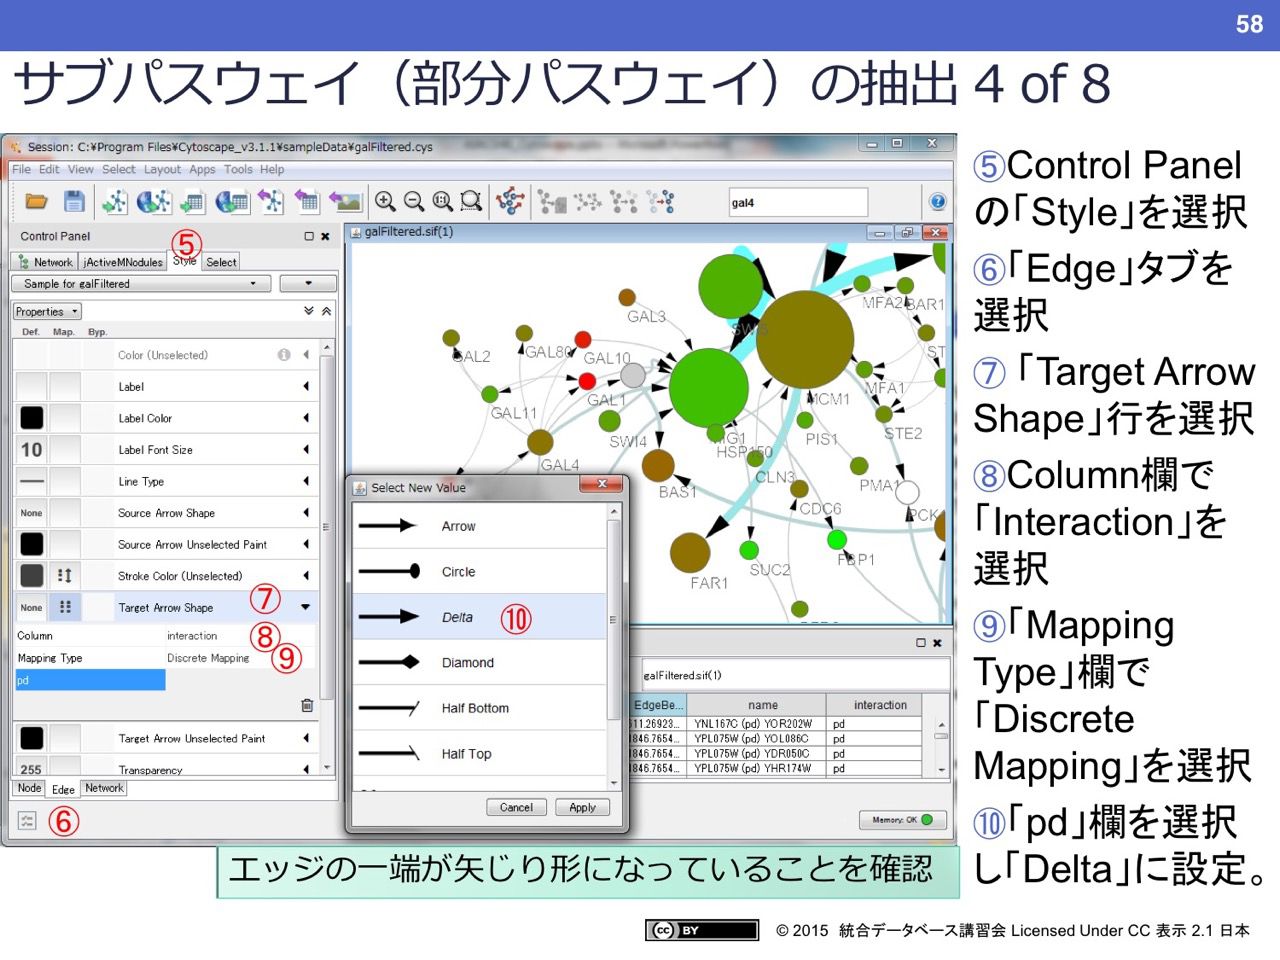 58
サブパスウェイ（部分パスウェイ）の抽出 4 of 8
Session: C:¥Program Files¥Cytoscape_v3.1.1¥sampleData¥galFiltered.cys
File Edit View Select Layout Apps Tools Help
gal4
Control Panel
⑤
Network jActiveMNodules Style Select
Sample for galFiltered
Properties
Def. Map. Byp.
Color (Unselected)
Label
Label Color
10 Label Font Size
Line Type
None Source Arrow Shape
Source Arrow Unselected Paint
Stroke Color (Unselected)
None Target Arrow Shape ⑦
Column interaction ⑧
Mapping Type Discrete Mapping ⑨
pd
Target Arrow Unselected Paint
255 Transparency
Node Edge Network
⑥
galFiltered.sif(1)
GAL3
MFA2
BAR1
SWI5
GAL2
GAL80
GAL10
ST
GAL1
MCM1
MFA1
GAL11
SWI4
HSP150
PIS1
STE2
GAL4
BAS1
CLN3
PMA1
CDC6
PCK
FAR1
SUC2
FBP1
Select New Value
Arrow
Circle
Delta ⑩
Diamond
Half Bottom
Half Top
Cancel Apply
galFiltered.sif(1)
EdgeBe... name interaction
611.26923... YNL167C (pd) YOR202W pd
1846.7654... YPL075W (pd) YOL086C pd
1846.7654... YPL075W (pd) YDR050C pd
1846.7654... YPL075W (pd) YHR174W pd
Memory: OK
⑤Control Panel
の「Style」を選択
⑥「Edge」タブを
選択
⑦ 「Target Arrow
Shape」行を選択
⑧Column欄で
「Interaction」を
選択
⑨「Mapping
Type」欄で
「Discrete
Mapping」を選択
⑩「pd」欄を選択
し「Delta」に設定。
エッジの一端が矢じり形になっていることを確認
cc BY
© 2015 統合データベース講習会 Licensed Under CC 表示 2.1 日本